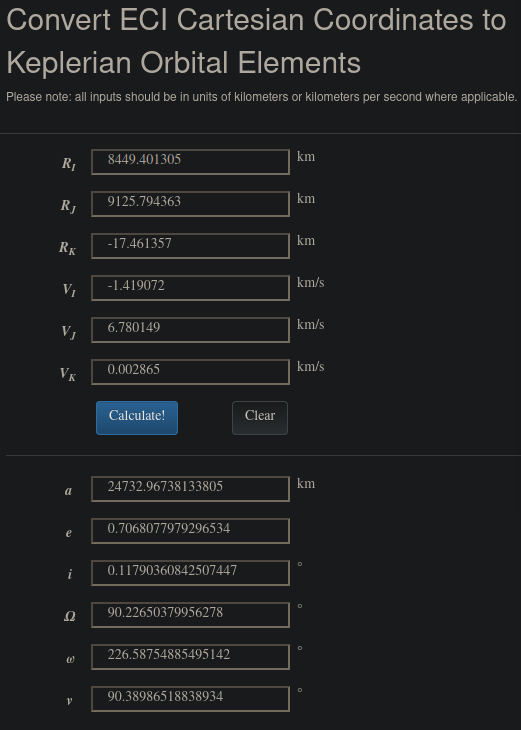 Convert ECI Cartesian Coordinates to
Keplerian Orbital Elements
Please note: all inputs should be in units of kilometers or kilometers per second where applicable.
R_I 8449.401305 km
R_J 9125.794363 km
R_K -17.461357 km
V_I -1.419072 km/s
V_J 6.780149 km/s
V_K 0.002865 km/s
Calculate! Clear
a 24732.96738133805 km
e 0.7068077979296534
i 0.11790360842507447 °
Ω 90.22650379956278 °
ω 226.58754885495142 °
ν 90.38986518838934 °